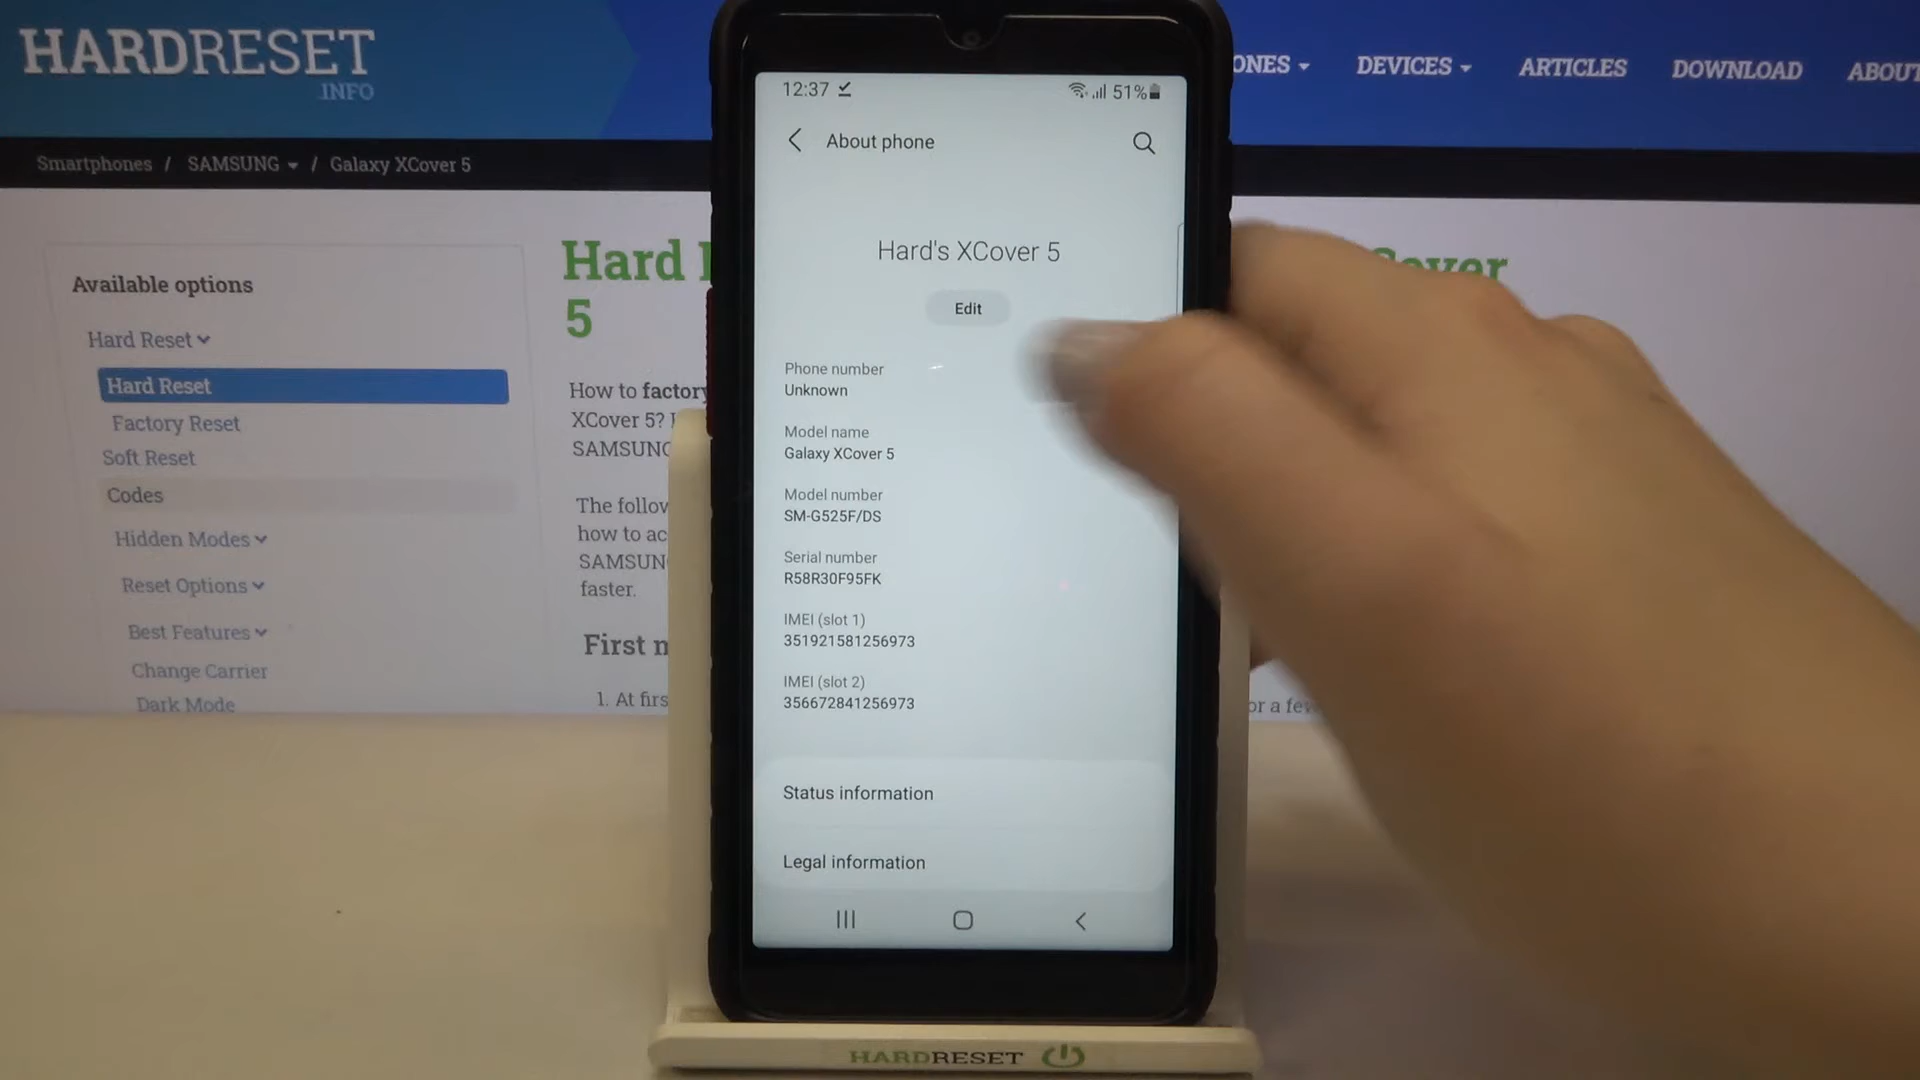 HARDRESET
.INFO
ONES DEVICES ARTICLES DOWNLOAD ABOUT
Smartphones / SAMSUNG / Galaxy XCover 5
Available options
Hard Reset
Hard Reset
Factory Reset
Soft Reset
Codes
Hidden Modes
Reset Options
Best Features
Change Carrier
Dark Mode
Hard
5
Cover
How to factory
XCover 5?
SAMSUNG
The follow
how to ac
SAMSUN
faster.
First
1. At firs
or a few
12:37
51%
About phone
Hard's XCover 5
Edit
Phone number
Unknown
Model name
Galaxy XCover 5
Model number
SM-G525F/DS
Serial number
R58R30F95FK
IMEI (slot 1)
351921581256973
IMEI (slot 2)
356672841256973
Status information
Legal information
HARDRESET